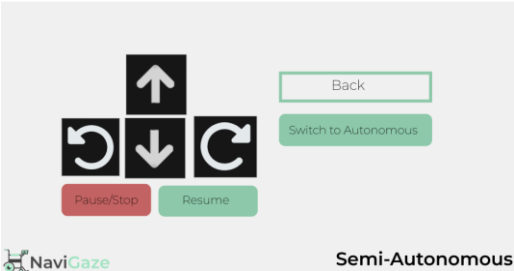 Back
Switch to Autonomous
Pause/Stop
Resume
NaviGaze
Semi-Autonomous